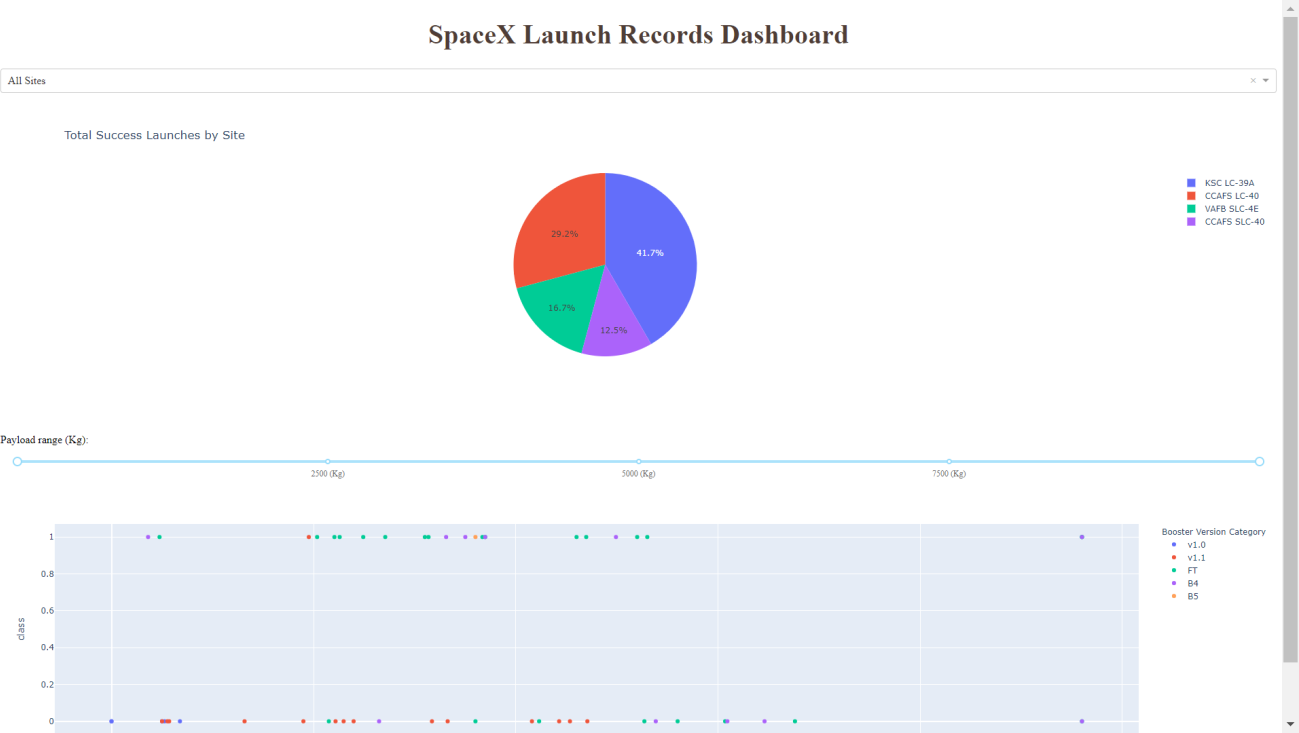 SpaceX Launch Records Dashboard
All Sites
Total Success Launches by Site
KSC LC-39A
CCAFS LC-40
VAFB SLC-4E
CCAFS SLC-40
29.2%
41.7%
16.7%
12.5%
Payload range (Kg):
2500 (Kg)
5000 (Kg)
7500 (Kg)
Booster Version Category
v1.0
v1.1
FT
B4
B5
1
0.8
0.6
0.4
0.2
0
class